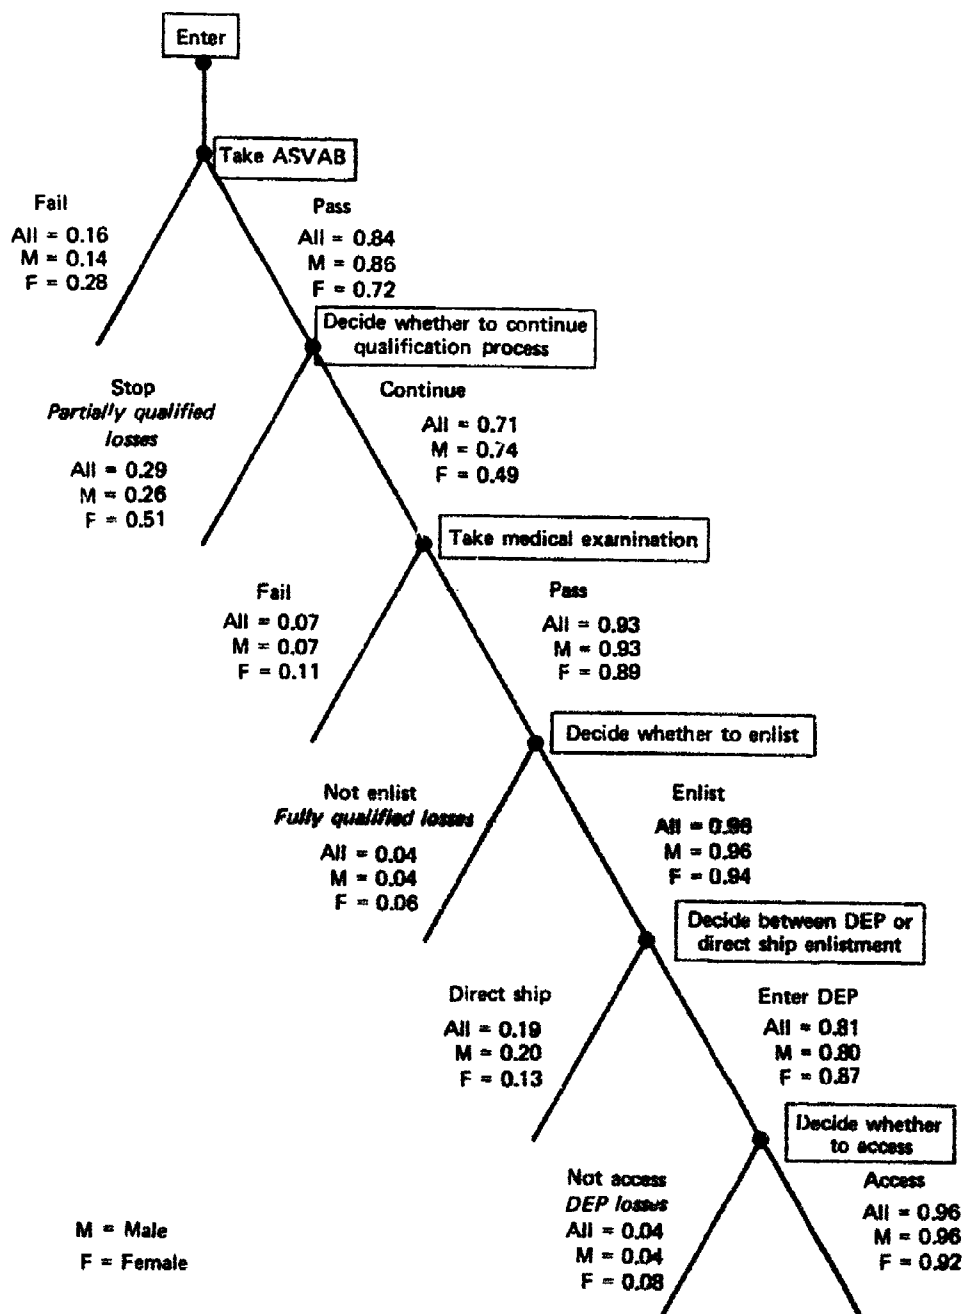 Enter
Take ASVAB
Fail
All = 0.16
M = 0.14
F = 0.28
Pass
All = 0.84
M = 0.86
F = 0.72
Decide whether to continue
qualification process
Stop
Partially qualified
losses
All = 0.29
M = 0.26
F = 0.51
Continue
All = 0.71
M = 0.74
F = 0.49
Take medical examination
Fail
All = 0.07
M = 0.07
F = 0.11
Pass
All = 0.93
M = 0.93
F = 0.89
Decide whether to enlist
Not enlist
Fully qualified losses
All = 0.04
M = 0.04
F = 0.06
Enlist
All = 0.96
M = 0.96
F = 0.94
Decide between DEP or
direct ship enlistment
Direct ship
All = 0.19
M = 0.20
F = 0.13
Enter DEP
All = 0.81
M = 0.80
F = 0.87
Decide whether
to access
Not access
DEP losses
All = 0.04
M = 0.04
F = 0.08
Access
All = 0.96
M = 0.96
F = 0.92
M = Male
F = Female